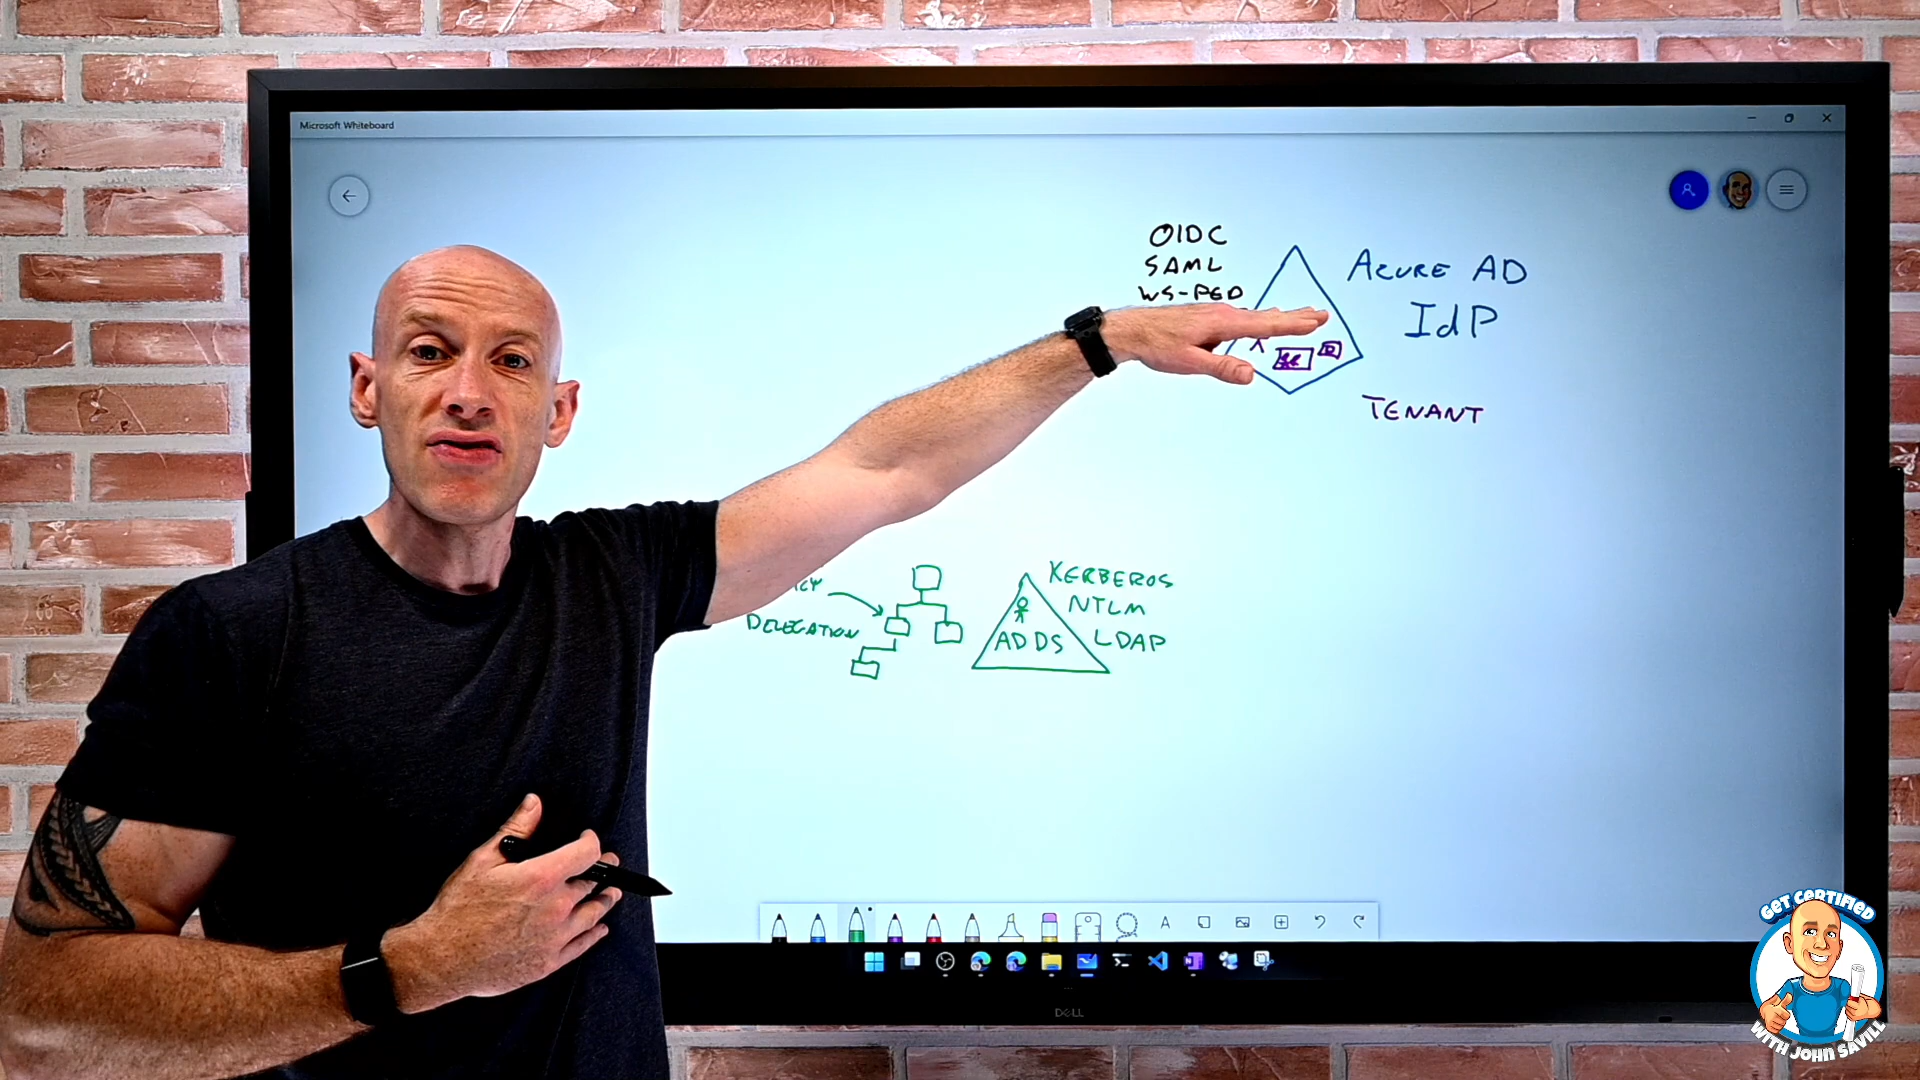 Microsoft Whiteboard
OIDC
SAML
WS-FED
AZURE AD
IdP
TENANT
DELEGATION
KERBEROS
NTLM
LDAP
AD DS
A
DELL
GET CERTIFIED
WITH JOHN SAVILL